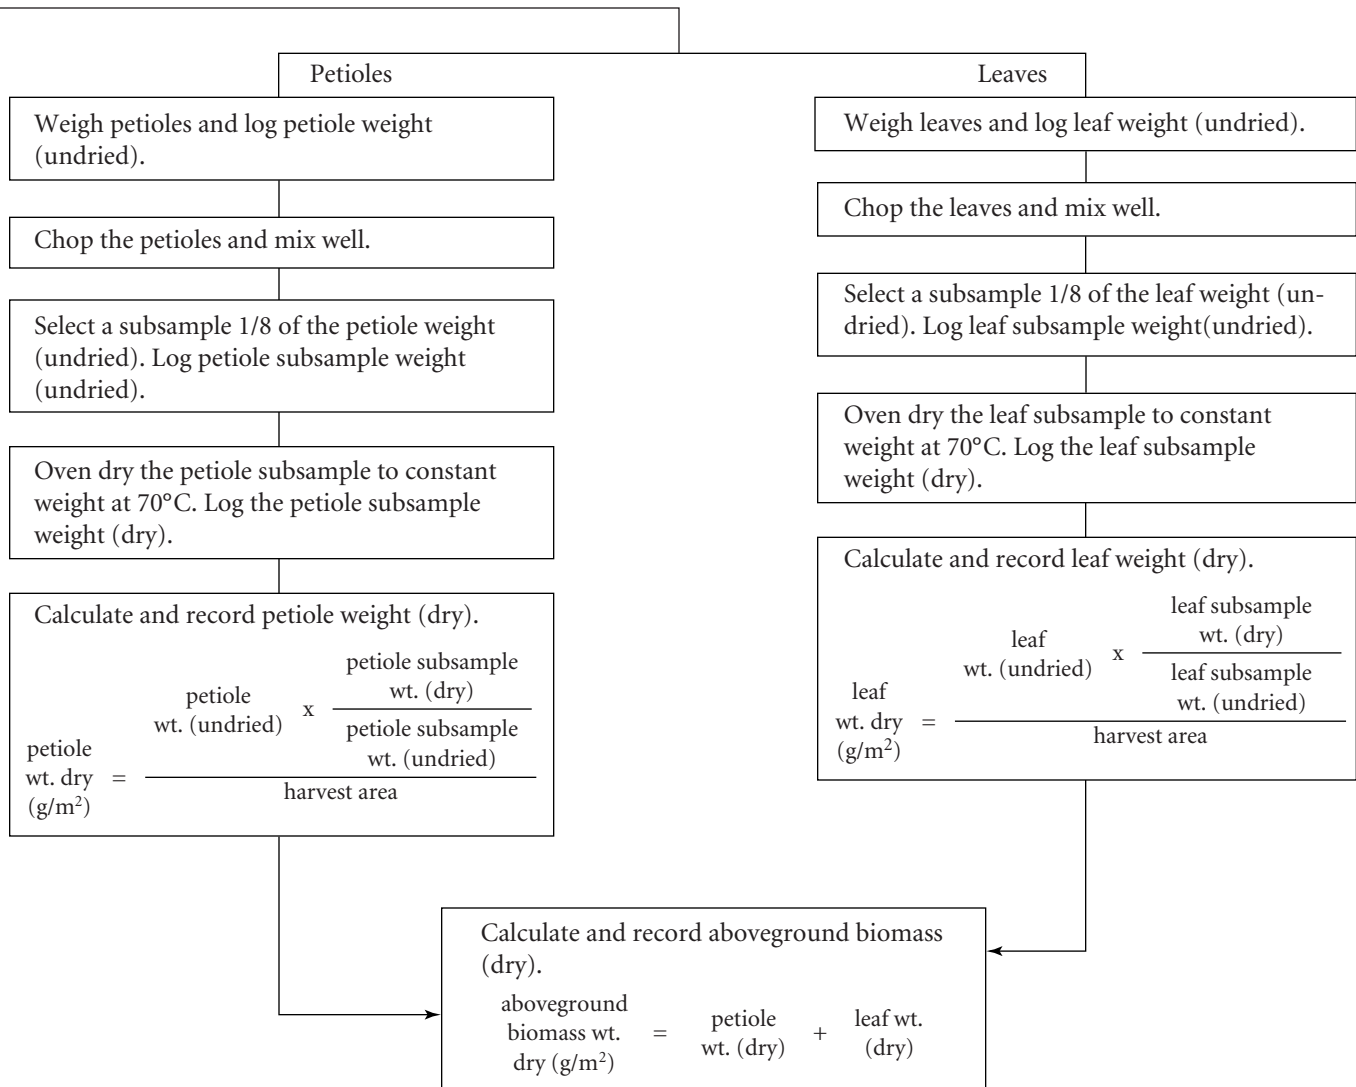 Petioles
Weigh petioles and log petiole weight
(undried).
Chop the petioles and mix well.
Select a subsample 1/8 of the petiole weight
(undried). Log petiole subsample weight
(undried).
Oven dry the petiole subsample to constant
weight at 70°C. Log the petiole subsample
weight (dry).
Calculate and record petiole weight (dry).
petiole
wt. dry
(g/m²)
=
petiole
wt. (undried)
x
petiole subsample
wt. (dry)
petiole subsample
wt. (undried)
harvest area
Leaves
Weigh leaves and log leaf weight (undried).
Chop the leaves and mix well.
Select a subsample 1/8 of the leaf weight (un-
dried). Log leaf subsample weight(undried).
Oven dry the leaf subsample to constant
weight at 70°C. Log the leaf subsample
weight (dry).
Calculate and record leaf weight (dry).
leaf
wt. dry
(g/m²)
=
leaf
wt. (undried)
x
leaf subsample
wt. (dry)
leaf subsample
wt. (undried)
harvest area
Calculate and record aboveground biomass
(dry).
aboveground
biomass wt.
dry (g/m²)
=
petiole
wt. (dry)
+
leaf wt.
(dry)